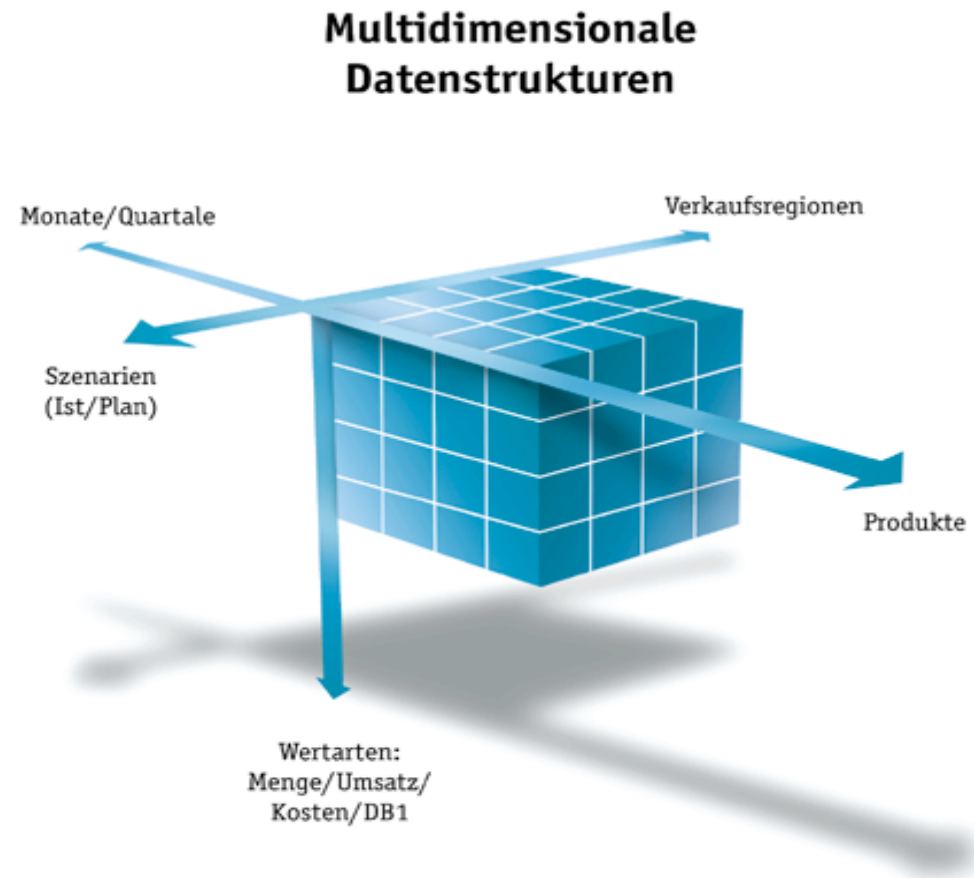 Multidimensionale
Datenstrukturen
Monate/Quartale
Verkaufsregionen
Szenarien
(Ist/Plan)
Produkte
Wertarten:
Menge/Umsatz/
Kosten/DB1